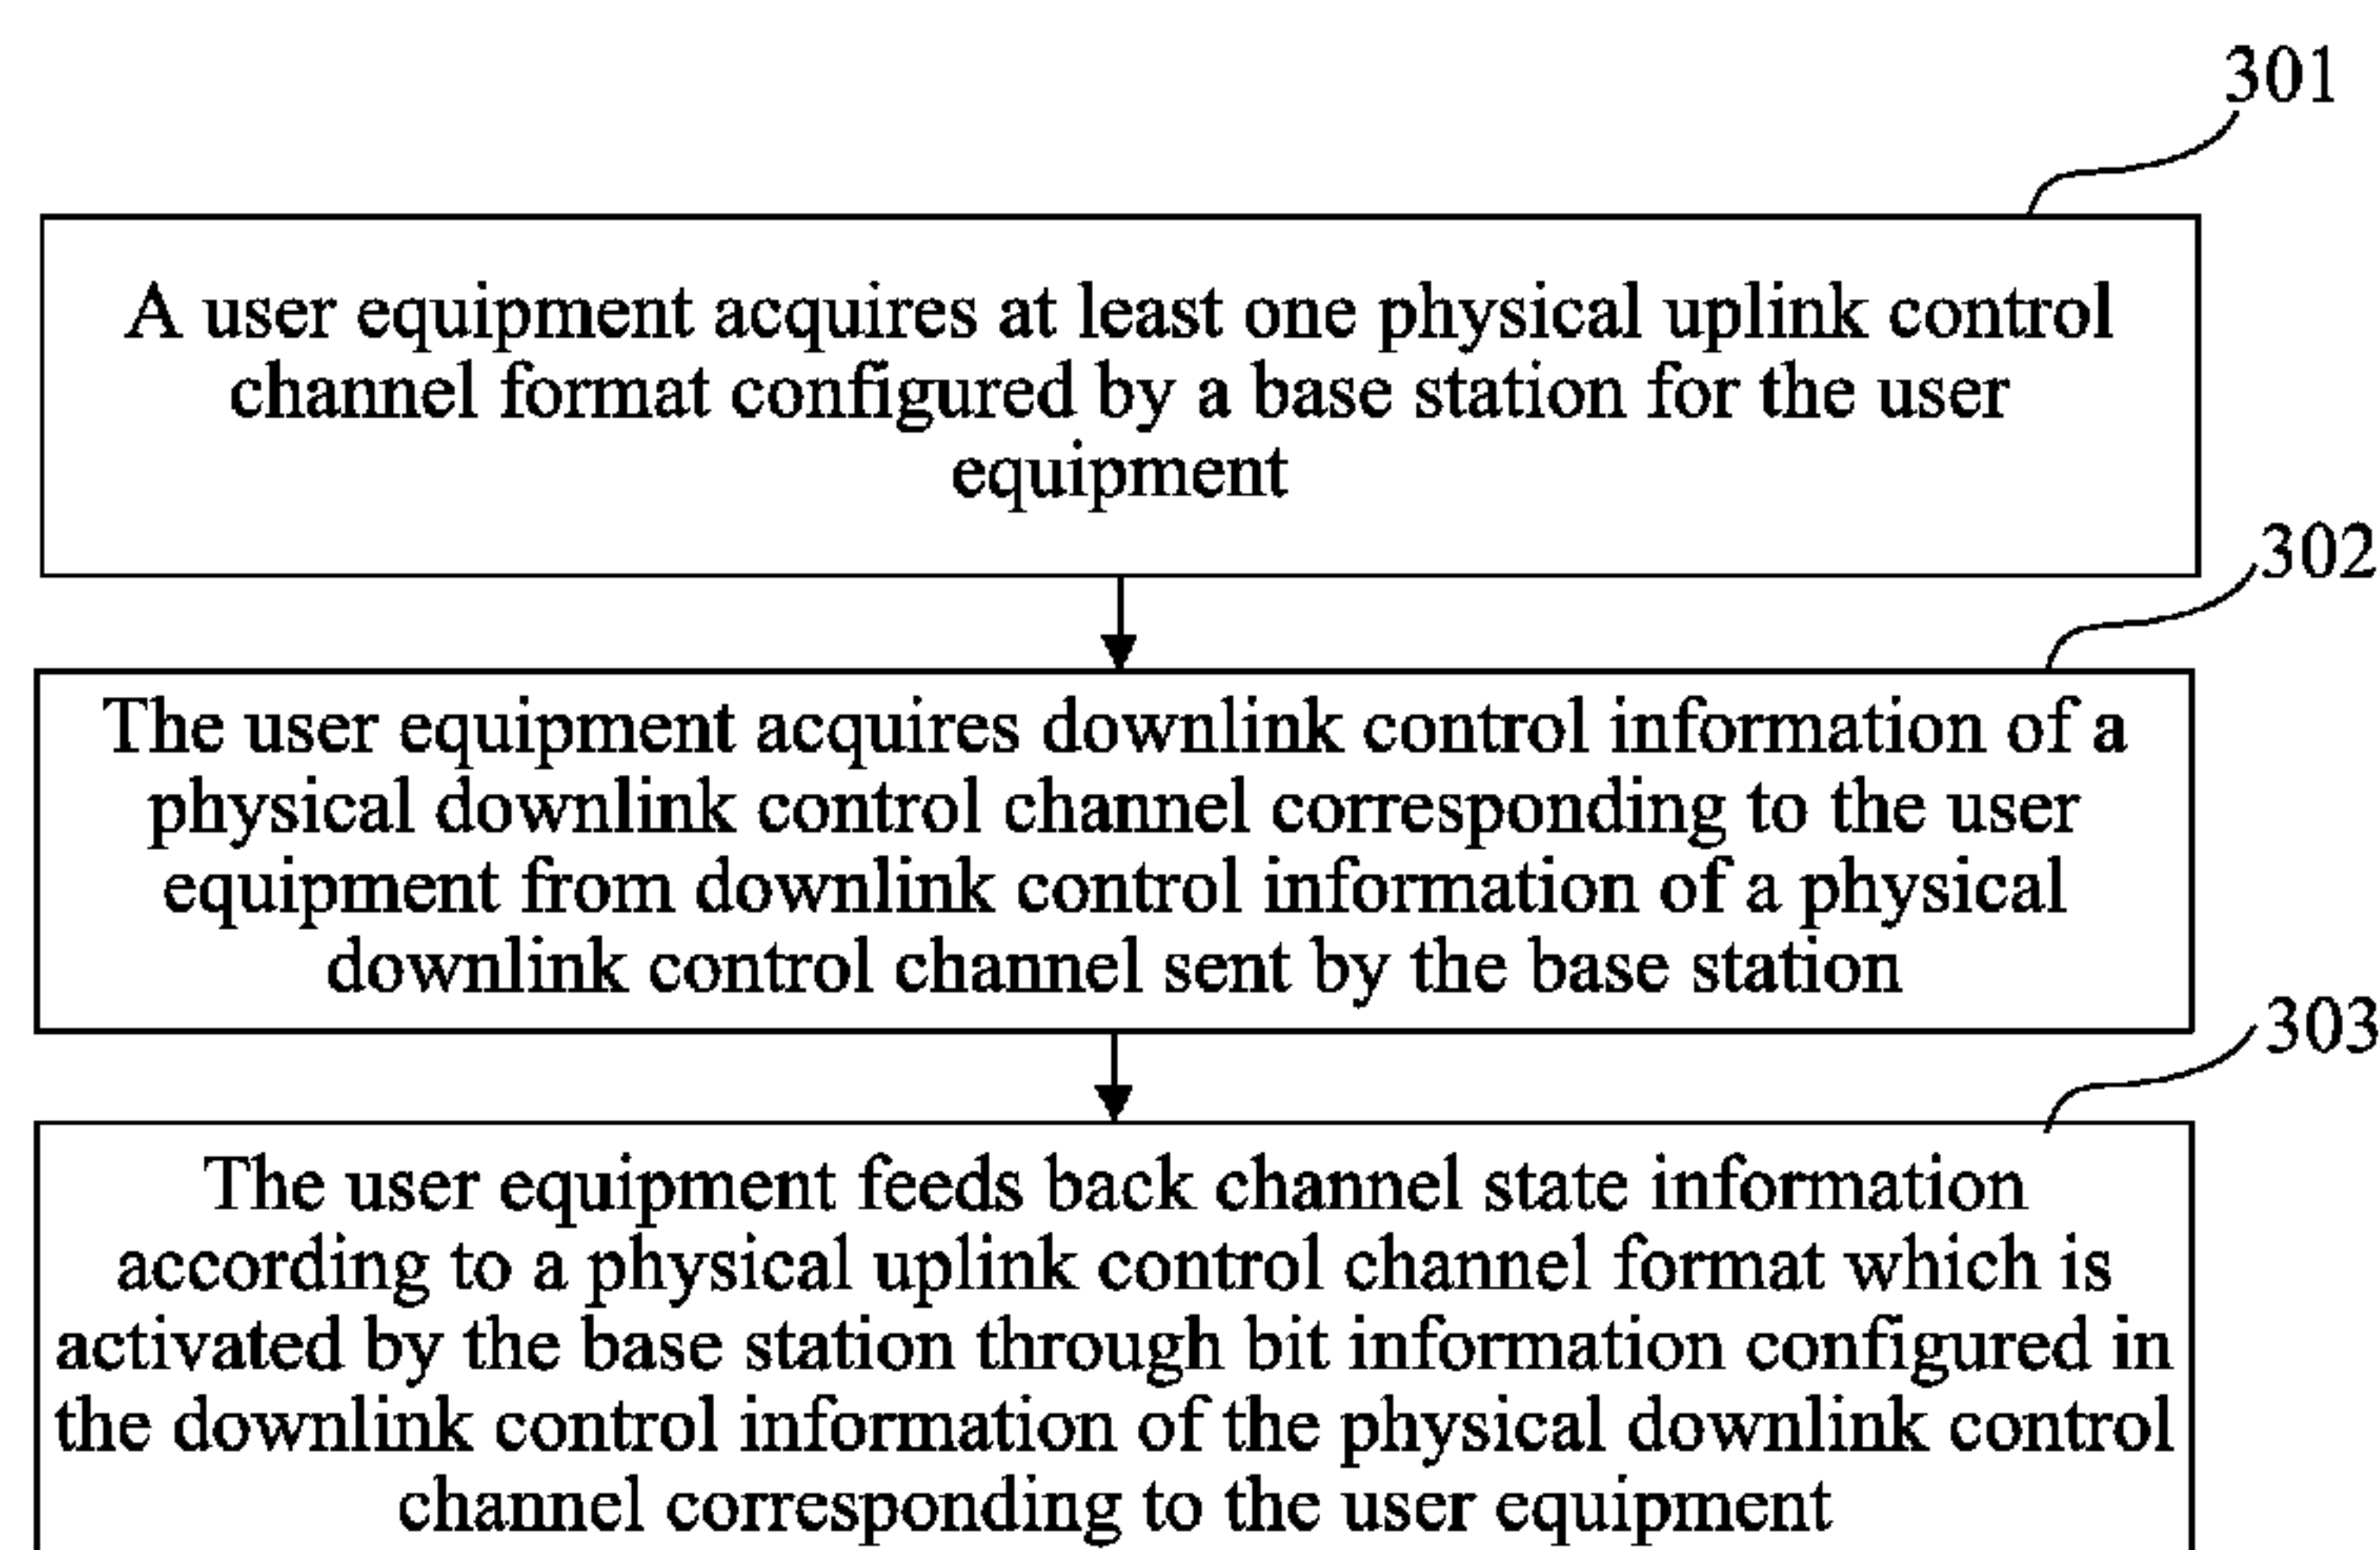 301
A user equipment acquires at least one physical uplink control
channel format configured by a base station for the user
equipment
302
The user equipment acquires downlink control information of a
physical downlink control channel corresponding to the user
equipment from downlink control information of a physical
downlink control channel sent by the base station
303
The user equipment feeds back channel state information
according to a physical uplink control channel format which is
activated by the base station through bit information configured in
the downlink control information of the physical downlink control
channel corresponding to the user equipment